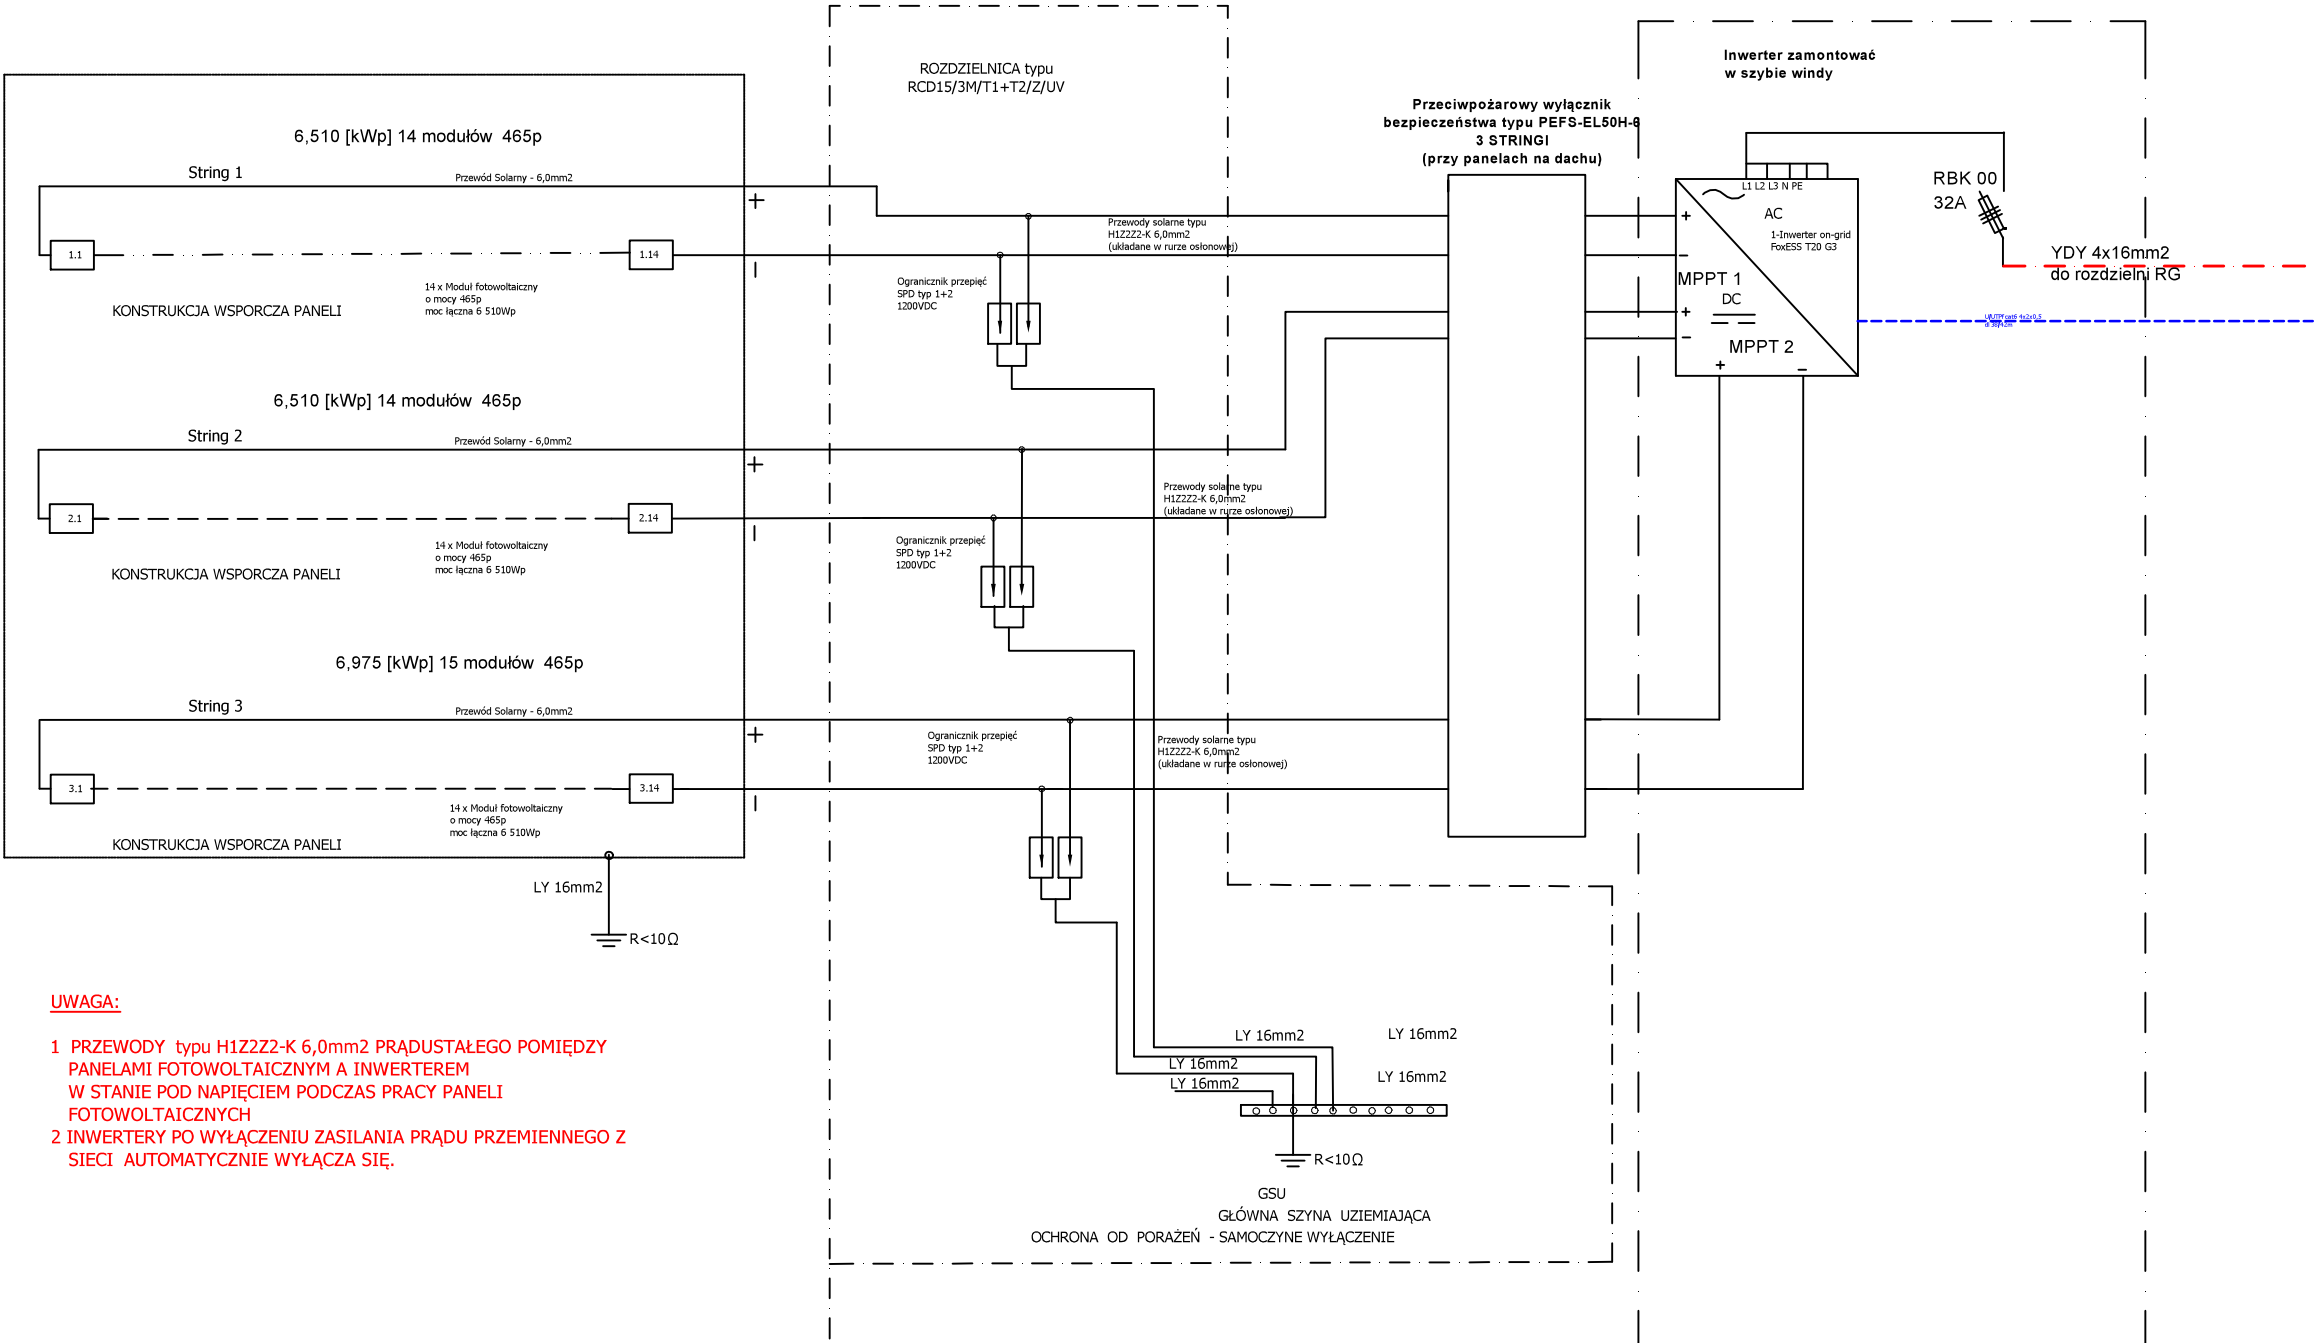 ROZDZIELNICA typu
RCD15/3M/T1+T2/Z/UV
Inwerter zamontować
w szybie windy
Przeciwpożarowy wyłącznik
bezpieczeństwa typu PEFS-EL50H-6
3 STRINGI
(przy panelach na dachu)
6,510 [kWp] 14 modułów 465p
String 1
Przewód Solarny - 6,0mm2
+
−
1.1
1.14
14 x Moduł fotowoltaiczny
o mocy 465p
moc łączna 6 510Wp
KONSTRUKCJA WSPORCZA PANELI
Przewody solarne typu
H1Z2Z2-K 6,0mm2
(układane w rurze osłonowej)
Ogranicznik przepięć
SPD typ 1+2
1200VDC
L1 L2 L3 N PE
AC
1-Inwerter on-grid
FoxESS T20 G3
+
−
MPPT 1
DC
+
−
MPPT 2
+
−
RBK 00
32A
YDY 4x16mm2
do rozdzielni RG
U/UTPf cat6 4x2x0,5
6,510 [kWp] 14 modułów 465p
String 2
Przewód Solarny - 6,0mm2
+
−
2.1
2.14
14 x Moduł fotowoltaiczny
o mocy 465p
moc łączna 6 510Wp
KONSTRUKCJA WSPORCZA PANELI
Przewody solarne typu
H1Z2Z2-K 6,0mm2
(układane w rurze osłonowej)
Ogranicznik przepięć
SPD typ 1+2
1200VDC
6,975 [kWp] 15 modułów 465p
String 3
Przewód Solarny - 6,0mm2
+
−
3.1
3.14
14 x Moduł fotowoltaiczny
o mocy 465p
moc łączna 6 510Wp
KONSTRUKCJA WSPORCZA PANELI
Ogranicznik przepięć
SPD typ 1+2
1200VDC
Przewody solarne typu
H1Z2Z2-K 6,0mm2
(układane w rurze osłonowej)
LY 16mm2
R<10Ω
UWAGA:
1 PRZEWODY typu H1Z2Z2-K 6,0mm2 PRĄDUSTAŁEGO POMIĘDZY
PANELAMI FOTOWOLTAICZNYM A INWERTEREM
W STANIE POD NAPIĘCIEM PODCZAS PRACY PANELI
FOTOWOLTAICZNYCH
2 INWERTERY PO WYŁĄCZENIU ZASILANIA PRĄDU PRZEMIENNEGO Z
SIECI AUTOMATYCZNIE WYŁĄCZA SIĘ.
LY 16mm2
LY 16mm2
LY 16mm2
LY 16mm2
LY 16mm2
R<10Ω
GSU
GŁÓWNA SZYNA UZIEMIAJĄCA
OCHRONA OD PORAŻEŃ - SAMOCZYNE WYŁĄCZENIE